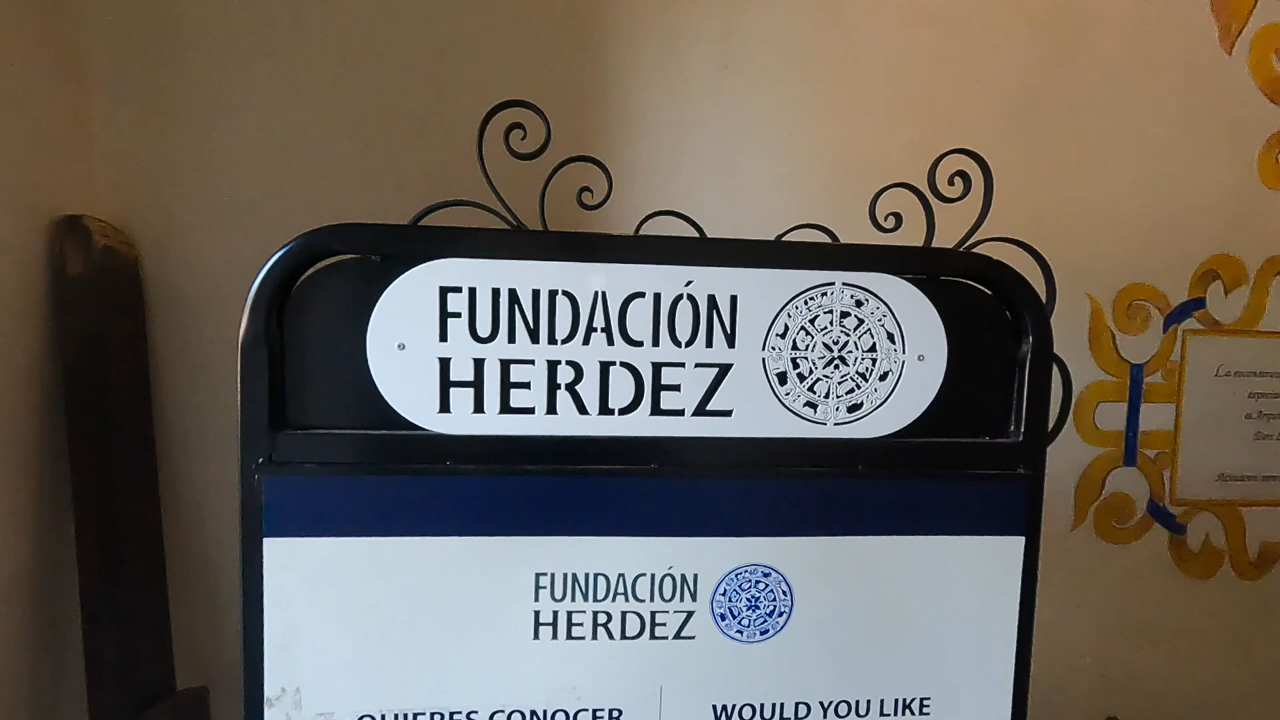 FUNDACIÓN
HERDEZ
FUNDACIÓN
HERDEZ
QUIERES CONOCER
WOULD YOU LIKE